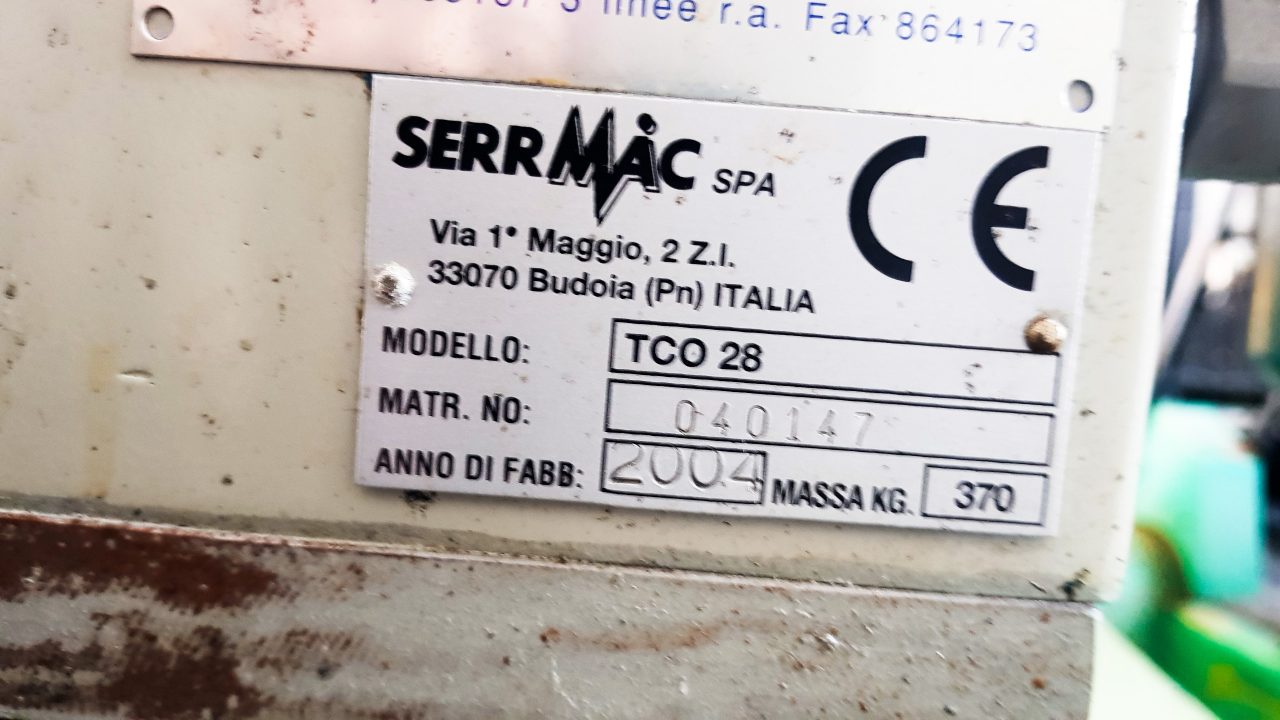 3 linee r.a. Fax 864173
SERRMAC SPA
CE
Via 1° Maggio, 2 Z.I.
33070 Budoia (Pn) ITALIA
MODELLO: TCO 28
MATR. NO: 040147
ANNO DI FABB: 2004 MASSA KG. 370